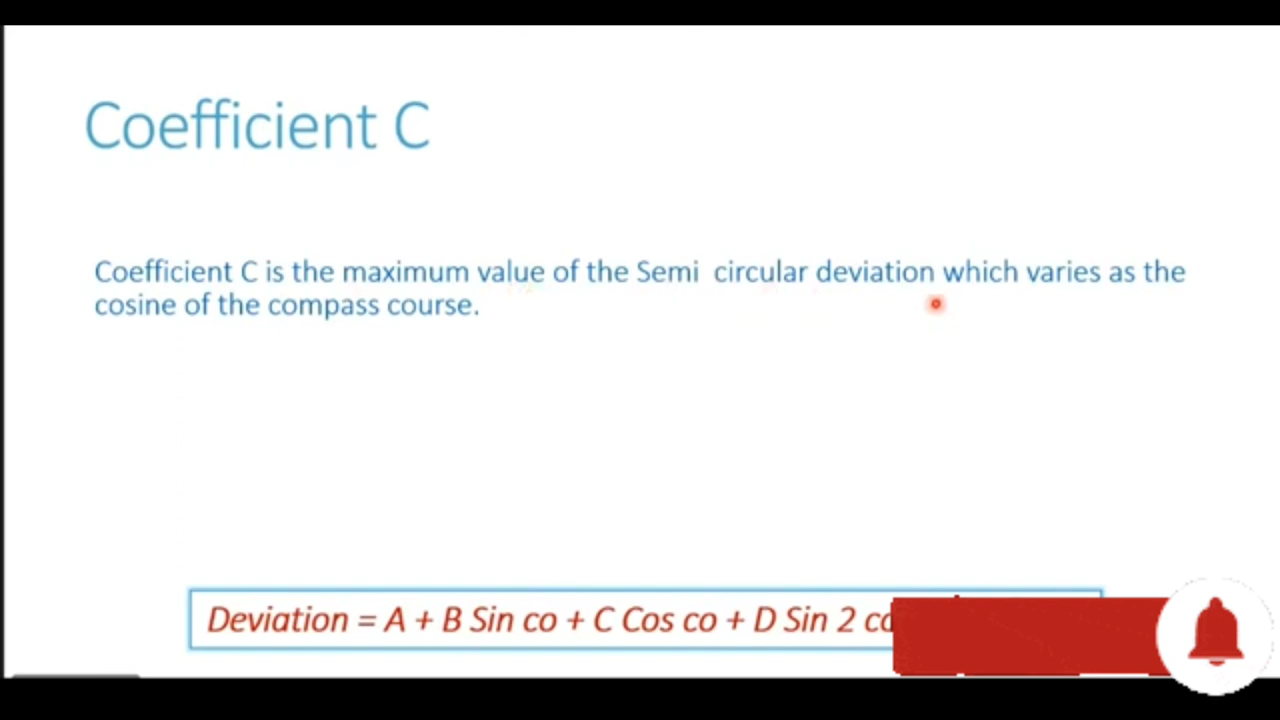 Coefficient C
Coefficient C is the maximum value of the Semi circular deviation which varies as the
cosine of the compass course.
Deviation = A + B Sin co + C Cos co + D Sin 2